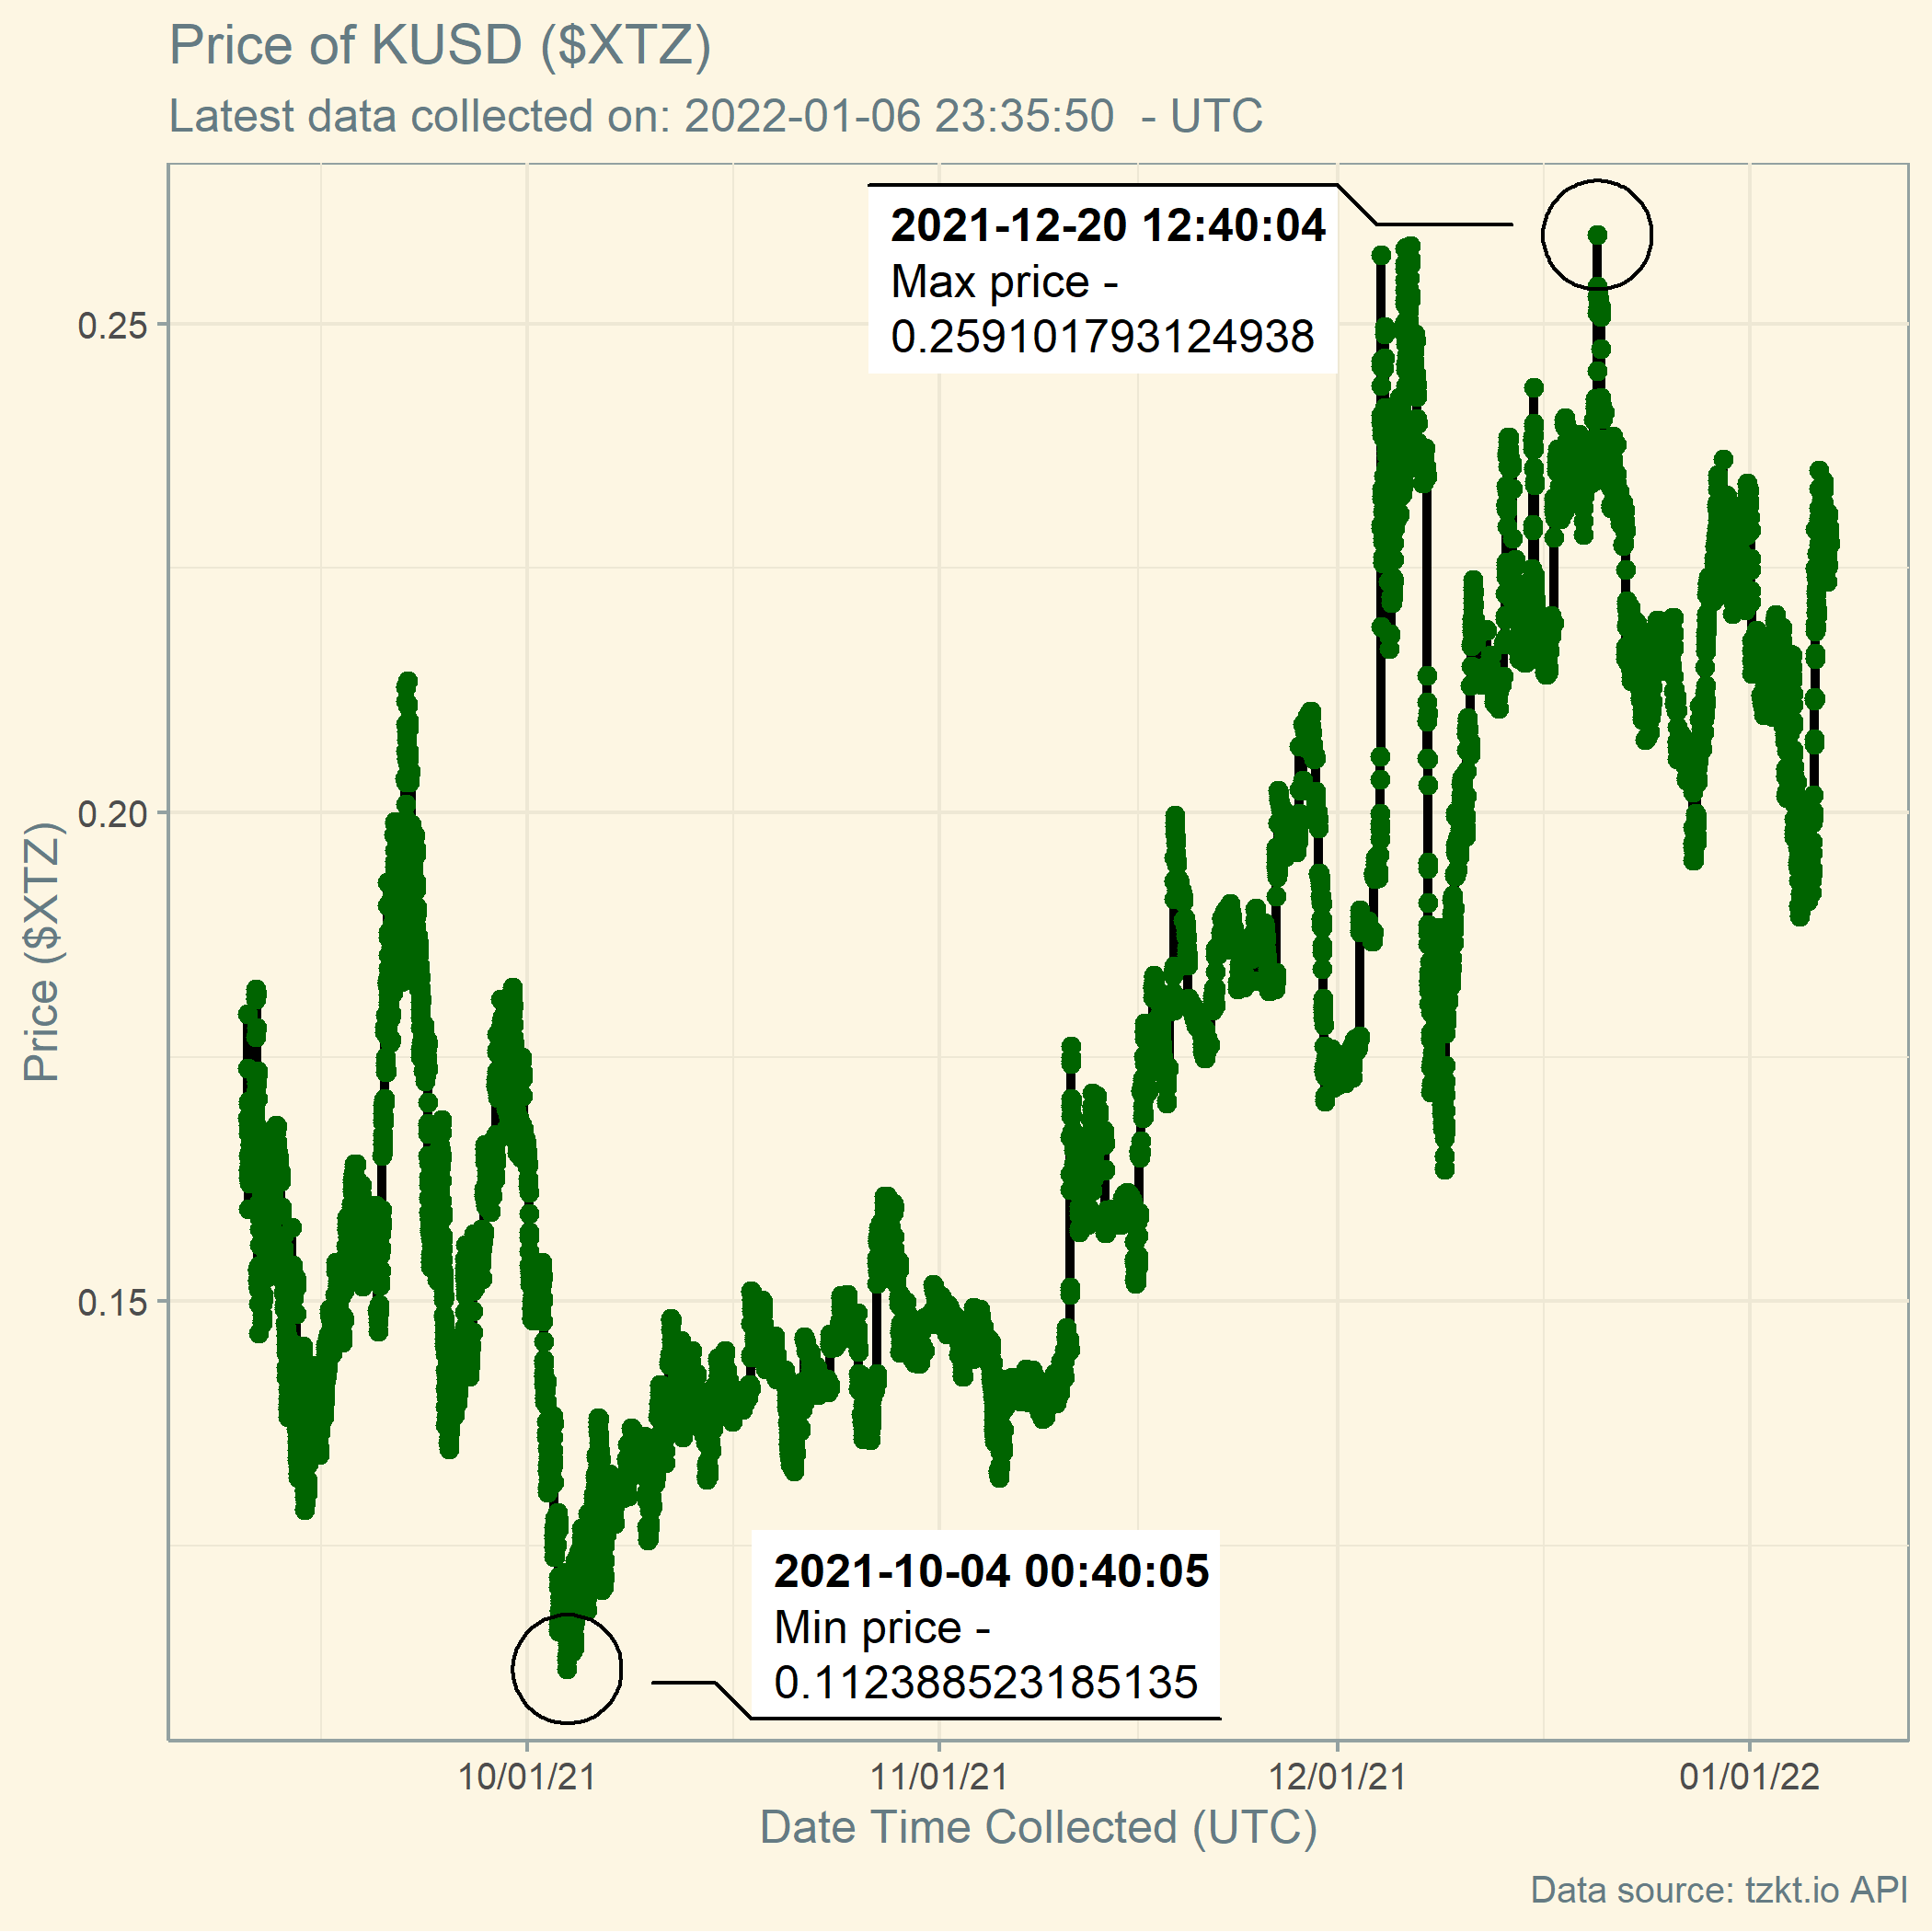 Price of KUSD ($XTZ)
Latest data collected on: 2022-01-06 23:35:50  - UTC
2021-12-20 12:40:04
Max price -
0.259101793124938
0.25
0.20
0.15
Price ($XTZ)
2021-10-04 00:40:05
Min price -
0.112388523185135
10/01/21
11/01/21
12/01/21
01/01/22
Date Time Collected (UTC)
Data source: tzkt.io API